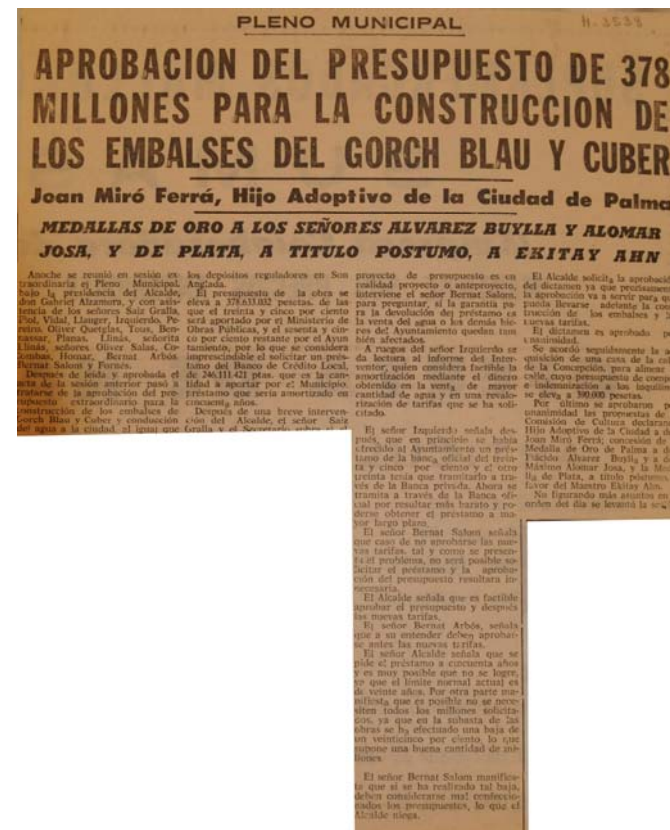 PLENO MUNICIPAL
H-3538
APROBACION DEL PRESUPUESTO DE 378
MILLONES PARA LA CONSTRUCCION DE
LOS EMBALSES DEL GORCH BLAU Y CUBER
Joan Miró Ferrá, Hijo Adoptivo de la Ciudad de Palma
MEDALLAS DE ORO A LOS SEÑORES ALVAREZ BUYLLA Y ALOMAR
JOSA, Y DE PLATA, A TITULO POSTUMO, A EKITAY AHN
Anoche se reunió en sesión ex-
traordinaria el Pleno Municipal,
bajo la presidencia del Alcalde,
don Gabriel Alzamora, y con asis-
tencia de los señores Saiz Gralla,
Piol, Vidal, Llauger, Izquierdo, Pe-
reiro, Oliver Quetglas, Tous, Ben-
nassar, Planas, Llinás, señorita
Llinás, señores Oliver Salas, Co-
lombas, Homar, Bernat Arbós,
Bernat Salom y Fornés.
Después de leída y aprobada el
acta de la sesión anterior pasó a
tratarse de la aprobación del pre-
supuesto extraordinario para la
construcción de los embalses de
Gorch Blau y Cuber y conducción
del agua a la ciudad, al igual que
los depósitos reguladores en Son
Anglada.
El presupuesto de la obra se
eleva a 378.633.032 pesetas, de las
que el treinta y cinco por ciento
será aportado por el Ministerio de
Obras Públicas, y el sesenta y cin-
co por ciento restante por el Ayun
tamiento, por lo que se considera
imprescindible el solicitar un prés-
tamo del Banco de Crédito Local,
de 246.111.421 ptas. que es la can-
tidad a aportar por el Municipio,
préstamo que sería amortizado en
cincuenta años.
Después de una breve interven-
ción del Alcalde, el señor Saiz
Gralla y el Secretario sobre
proyecto de presupuesto es en
realidad proyecto o anteproyecto,
interviene el señor Bernat Salom,
para preguntar, si la garantía pa-
ra la devolución del préstamo es
la venta del agua o los demás bie-
nes del Ayuntamiento quedan tam
bién afectados.
A ruegos del señor Izquierdo se
da lectura al informe del Inter-
ventor, quien considera factible la
amortización mediante el dinero
obtenido en la venta de mayor
cantidad de agua y en una revalo-
rización de tarifas que se ha soli-
citado.
El señor Izquierdo señala des-
pués, que en principio se había
ofrecido al Ayuntamiento un prés-
tamo de la banca oficial del trein-
ta y cinco por ciento y el otro
treinta tenía que tramitarlo a tra-
vés de la Banca privada. Ahora se
tramita a través de la Banca ofi-
cial por resultar más barato y po-
derse obtener el préstamo a ma-
yor largo plazo.
El señor Bernat Salom señala
que caso de no aprobarse las nue-
vas tarifas, tal y como se presen-
ta el problema, no será posible so-
licitar el préstamo y la aproba-
ción del presupuesto resultara in-
necesaria.
El Alcalde señala que es factible
aprobar el presupuesto y después
las nuevas tarifas.
El señor Bernat Arbós, señala
que a su entender deben aprobar-
se antes las nuevas tarifas.
El señor Alcalde señala que se
pide el préstamo a cincuenta años
y es muy posible que no se logre,
ya que el límite normal actual es
de veinte años. Por otra parte ma-
nifiesta que es posible no se nece-
siten todos los millones solicita-
dos, ya que en la subasta de las
obras se ha efectuado una baja de
un veinticinco por ciento, lo que
supone una buena cantidad de mi-
llones.
El señor Bernat Salom manifies-
ta que si se ha realizado tal baja,
deben considerarse mal confeccio-
nados los presupuestos, lo que el
Alcalde niega.
El Alcalde solicita la aprobació
del dictamen ya que precisamen
la aprobación va a servir para
pueda llevarse adelante la con
trucción de los embalses y
nuevas tarifas.
El dictamen es aprobado
unanimidad.
Se acordó seguidamente la a
quisición de una casa de la call
de la Concepción, para alinear
calle, cuyo presupuesto de com
e indemnización a los inquilino
se eleva a 390.000 pesetas.
Por último se aprobaron p
unanimidad las propuestas de
Comisión de Cultura declaran
Hijo Adoptivo de la Ciudad a d
Joan Miró Ferrá; concesión de
Medalla de Oro de Palma a d
Plácido Alvarez Buylla y a d
Máximo Alomar Josa, y la Me
lla de Plata, a título póstumo,
favor del Maestro Ekitay Ahn.
No figurando más asuntos en
orden del día se levantó la